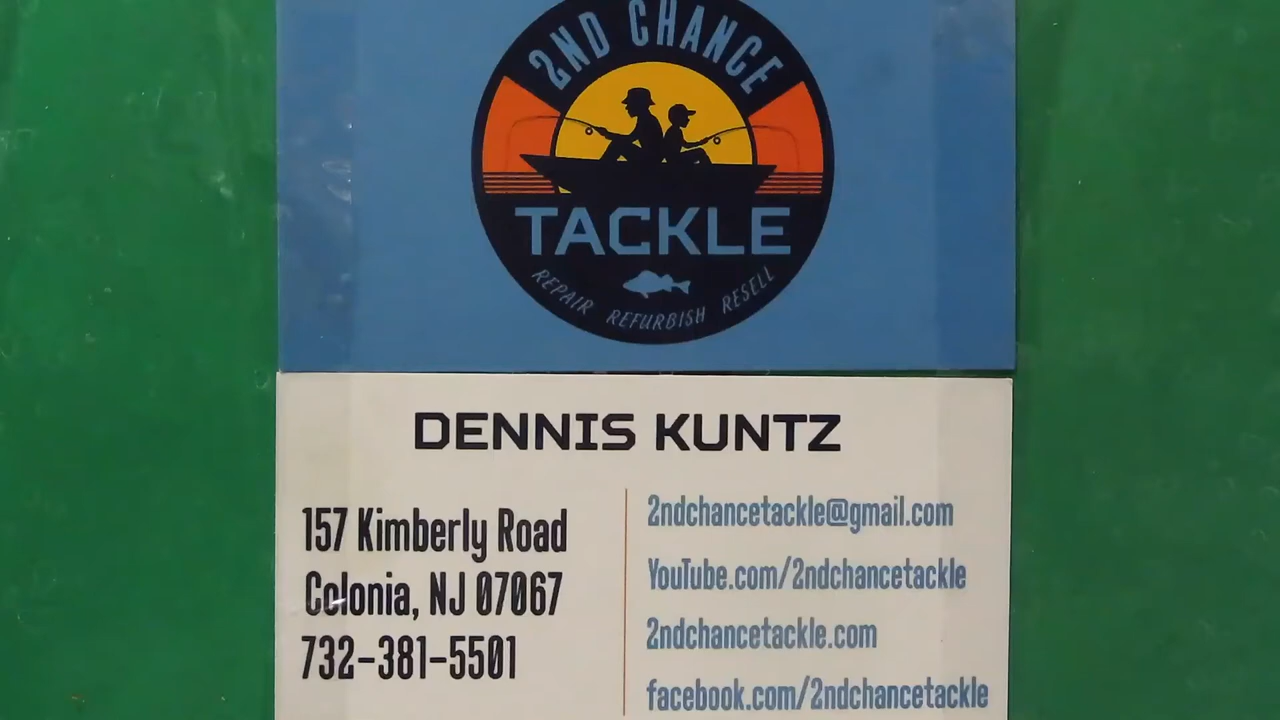 2ND CHANCE
TACKLE
REPAIR REFURBISH RESELL
DENNIS KUNTZ
157 Kimberly Road
Colonia, NJ 07067
732-381-5501
2ndchancetackle@gmail.com
YouTube.com/2ndchancetackle
2ndchancetackle.com
facebook.com/2ndchancetackle